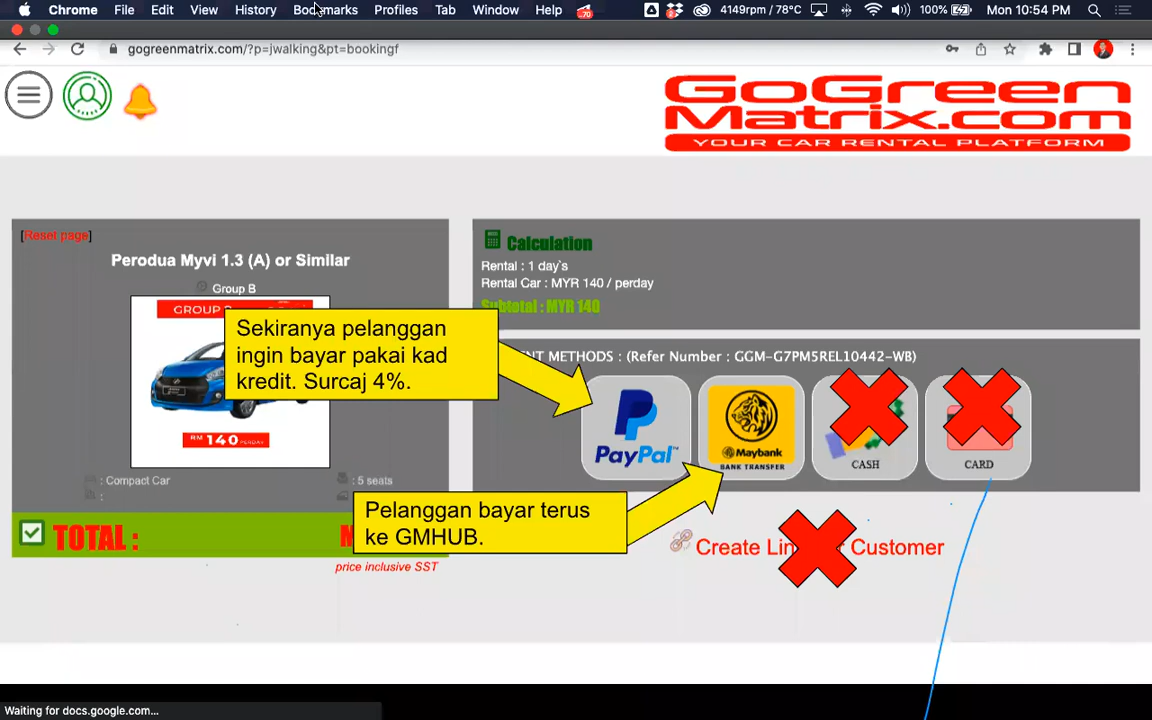 Chrome File Edit View History Bookmarks Profiles Tab Window Help 4149rpm / 78°C 100% Mon 10:54 PM
gogreenmatrix.com/?p=jwalking&pt=bookingf
GoGreen
Matrix.com
YOUR CAR RENTAL PLATFORM
[Reset page]
Perodua Myvi 1.3 (A) or Similar
Group B
GROUP
RM 140 PERDAY
: Compact Car
: 5 seats
:
TOTAL :
price inclusive SST
Calculation
Rental : 1 day`s
Rental Car : MYR 140 / perday
Subtotal : MYR 140
NT METHODS : (Refer Number : GGM-G7PM5REL10442-WB)
Sekiranya pelanggan
ingin bayar pakai kad
kredit. Surcaj 4%.
PayPal
Maybank
BANK TRANSFER
CASH
CARD
Pelanggan bayar terus
ke GMHUB.
Create Lin r Customer
Waiting for docs.google.com...